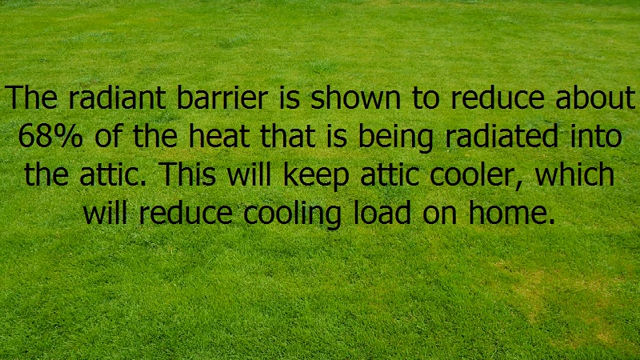 The radiant barrier is shown to reduce about
68% of the heat that is being radiated into
the attic. This will keep attic cooler, which
will reduce cooling load on home.